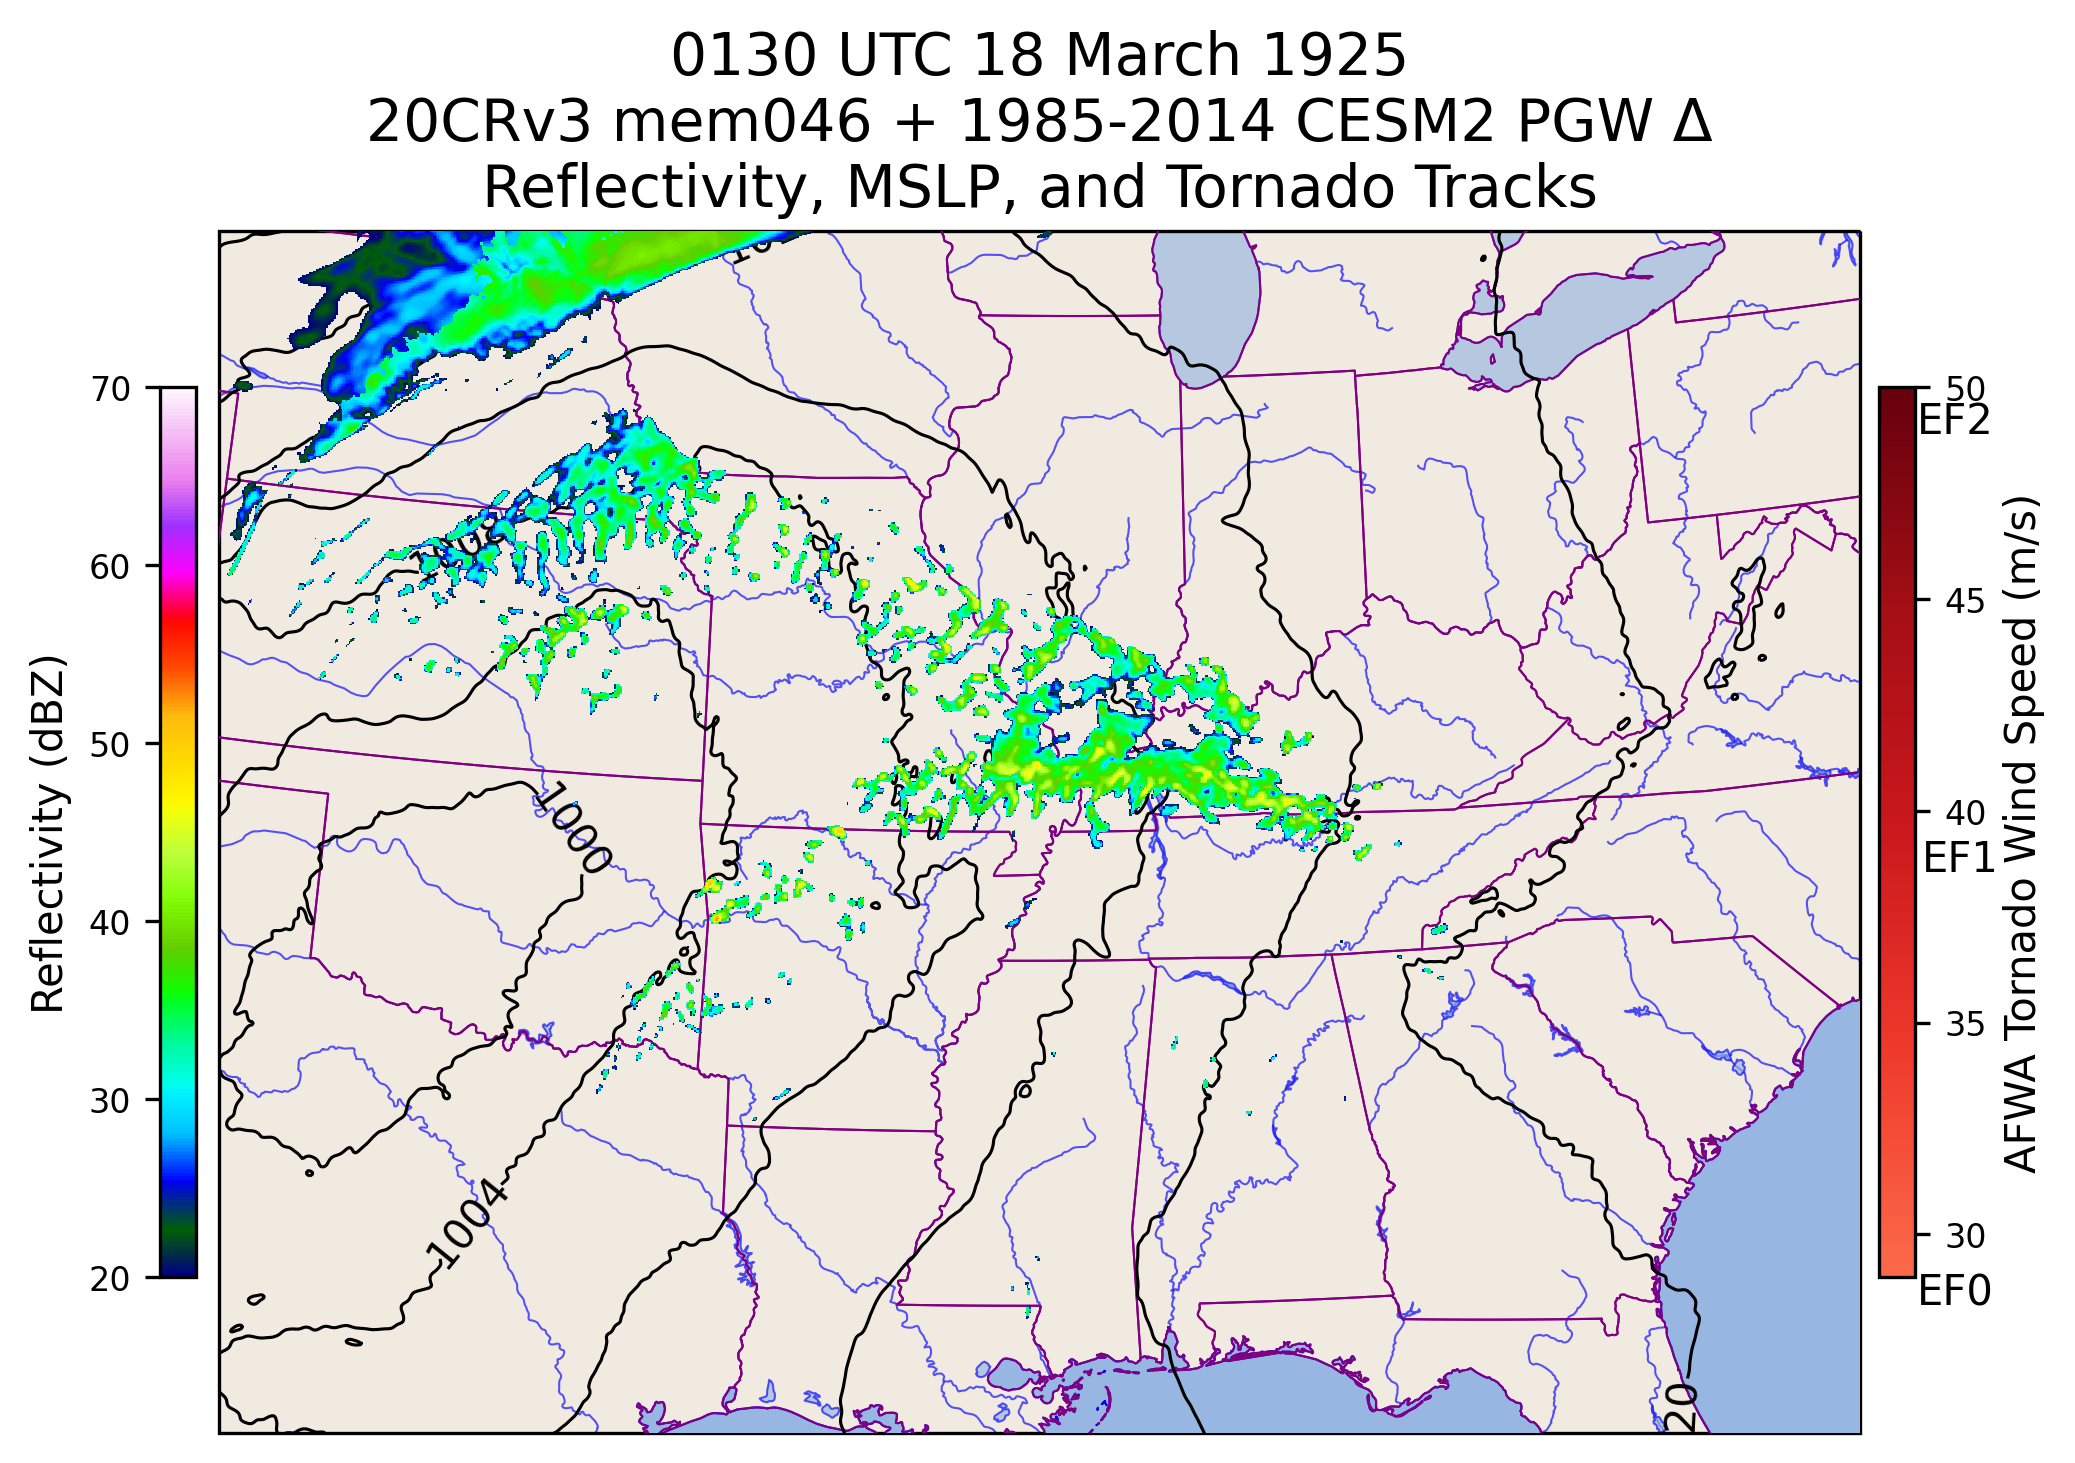 0130 UTC 18 March 1925
20CRv3 mem046 + 1985-2014 CESM2 PGW Δ
Reflectivity, MSLP, and Tornado Tracks
70
60
50
40
30
20
Reflectivity (dBZ)
1000
1004
20
50
EF2
45
40
EF1
35
30
EF0
AFWA Tornado Wind Speed (m/s)